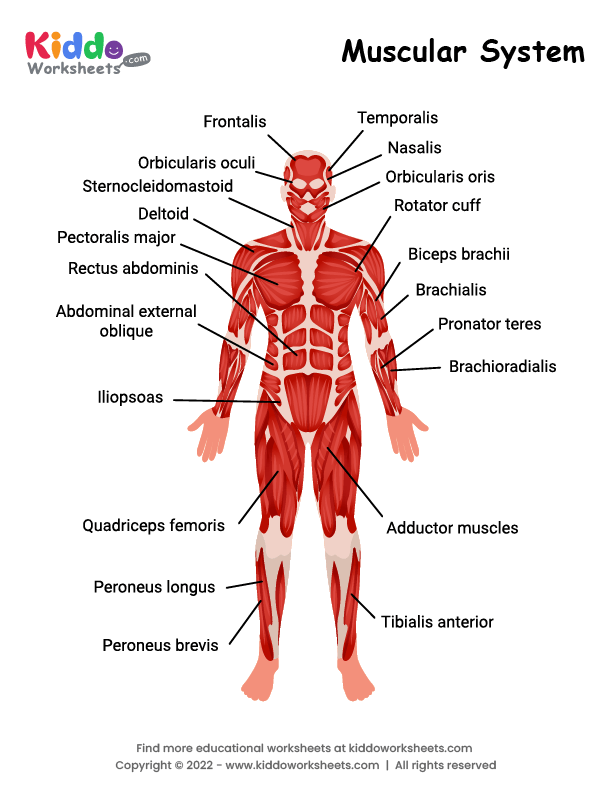 Kiddo
Worksheets .com
Muscular System
Frontalis
Temporalis
Nasalis
Orbicularis oculi
Orbicularis oris
Sternocleidomastoid
Rotator cuff
Deltoid
Pectoralis major
Biceps brachii
Rectus abdominis
Brachialis
Abdominal external
oblique
Pronator teres
Brachioradialis
Iliopsoas
Quadriceps femoris
Adductor muscles
Peroneus longus
Tibialis anterior
Peroneus brevis
Find more educational worksheets at kiddoworksheets.com
Copyright © 2022 - www.kiddoworksheets.com | All rights reserved